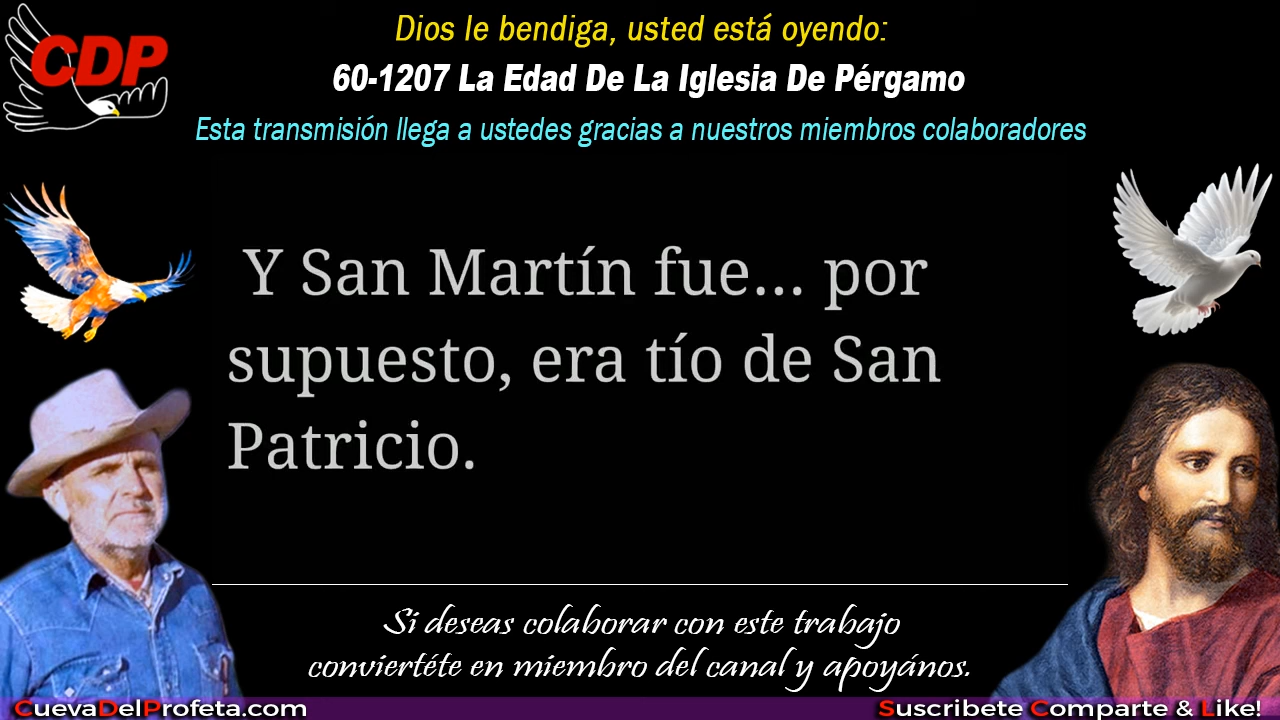 CDP
Dios le bendiga, usted está oyendo:
60-1207 La Edad De La Iglesia De Pérgamo
Esta transmisión llega a ustedes gracias a nuestros miembros colaboradores
Y San Martín fue... por
supuesto, era tío de San
Patricio.
Si deseas colaborar con este trabajo
conviertéte en miembro del canal y apoyános.
CuevaDelProfeta.com
Suscribete Comparte & Like!